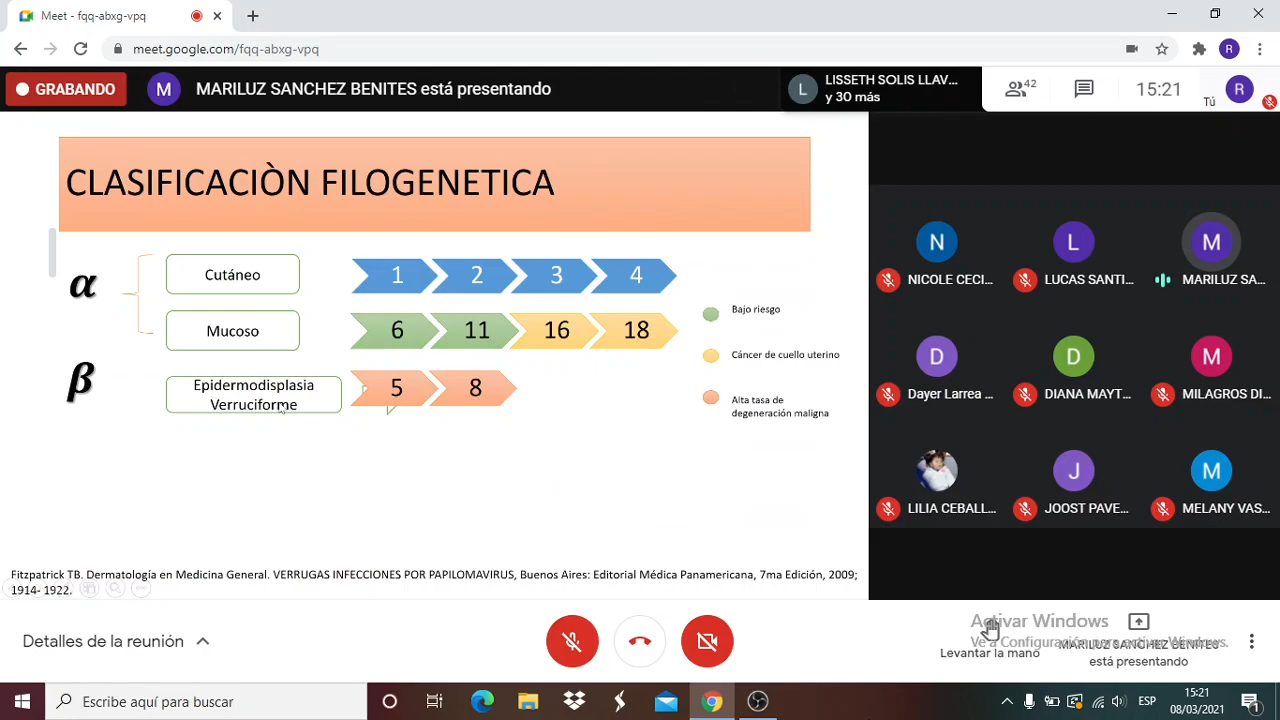 Meet - fqq-abxg-vpq
meet.google.com/fqq-abxg-vpq
R
GRABANDO
M
MARILUZ SANCHEZ BENITES está presentando
L
LISSETH SOLIS LLAV...
y 30 más
42
15:21
Tú
R
CLASIFICACIÒN FILOGENETICA
α
Cutáneo
1 2 3 4
Mucoso
6 11 16 18
β
Epidermodisplasia
Verruciforme
5 8
Bajo riesgo
Cáncer de cuello uterino
Alta tasa de
degeneración maligna
Fitzpatrick TB. Dermatología en Medicina General. VERRUGAS INFECCIONES POR PAPILOMAVIRUS, Buenos Aires: Editorial Médica Panamericana, 7ma Edición, 2009;
1914- 1922.
N
L
M
NICOLE CECI...
LUCAS SANTI...
MARILUZ SA...
D
D
M
Dayer Larrea ...
DIANA MAYT...
MILAGROS DI...
J
M
LILIA CEBALL...
JOOST PAVE...
MELANY VAS...
Detalles de la reunión
Activar Windows
Ve a Configuración para activar Windows.
Levantar la mano
MARILUZ SANCHEZ BENITES
está presentando
Escribe aquí para buscar
ESP
15:21
08/03/2021
1